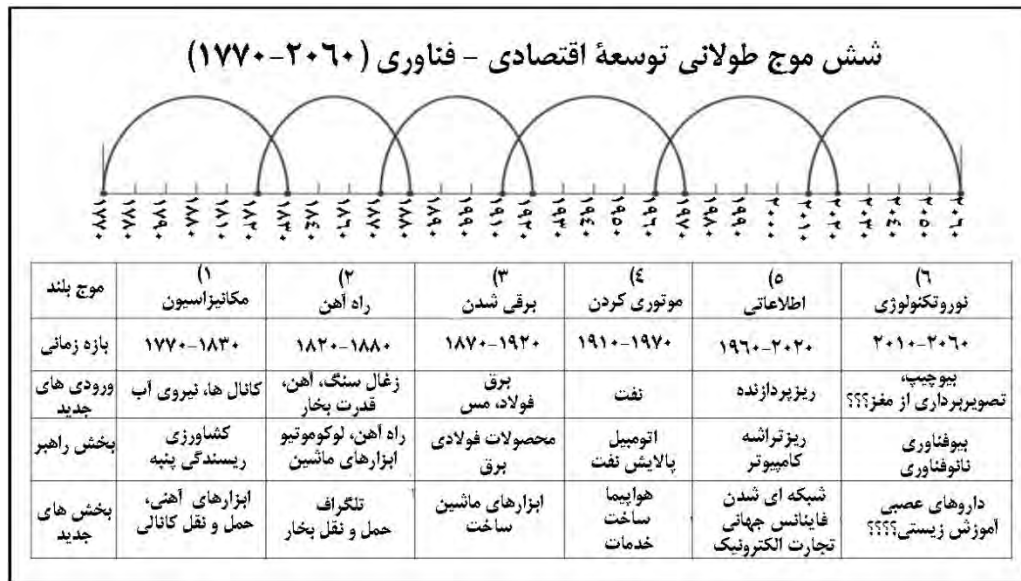 شش موج طولانی توسعهٔ اقتصادی - فناوری (۲۰۶۰-۱۷۷۰)
۱۷۷۰
۱۷۸۰
۱۷۹۰
۱۸۱۰
۱۸۲۰
۱۸۳۰
۱۸۴۰
۱۸۶۰
۱۸۷۰
۱۸۸۰
۱۸۹۰
۱۹۱۰
۱۹۲۰
۱۹۳۰
۱۹۴۰
۱۹۵۰
۱۹۶۰
۱۹۷۰
۱۹۸۰
۱۹۹۰
۲۰۰۰
۲۰۱۰
۲۰۲۰
۲۰۳۰
۲۰۴۰
۲۰۵۰
۲۰۶۰
موج بلند
۱)
مکانیزاسیون
۲)
راه آهن
۳)
برقی شدن
۴)
موتوری کردن
۵)
اطلاعاتی
۶)
نوروتکنولوژی
بازه زمانی
۱۷۷۰-۱۸۳۰
۱۸۲۰-۱۸۸۰
۱۸۷۰-۱۹۲۰
۱۹۱۰-۱۹۷۰
۱۹۶۰-۲۰۲۰
۲۰۱۰-۲۰۶۰
ورودی های
جدید
کانال ها، نیروی آب
زغال سنگ، آهن،
قدرت بخار
برق
فولاد، مس
نفت
ریزپردازنده
بیوچیپ،
تصویربرداری از مغز؟؟؟
بخش راهبر
کشاورزی
ریسندگی پنبه
راه آهن، لوکوموتیو
ابزارهای ماشین
محصولات فولادی
برق
اتومبیل
پالایش نفت
ریزتراشه
کامپیوتر
بیوفناوری
نانوفناوری
بخش های
جدید
ابزارهای آهنی،
حمل و نقل کانالی
تلگراف
حمل و نقل بخار
ابزارهای ماشین
ساخت
هواپیما
ساخت
خدمات
شبکه ای شدن
فاینانس جهانی
تجارت الکترونیک
داروهای عصبی
آموزش زیستی؟؟؟؟